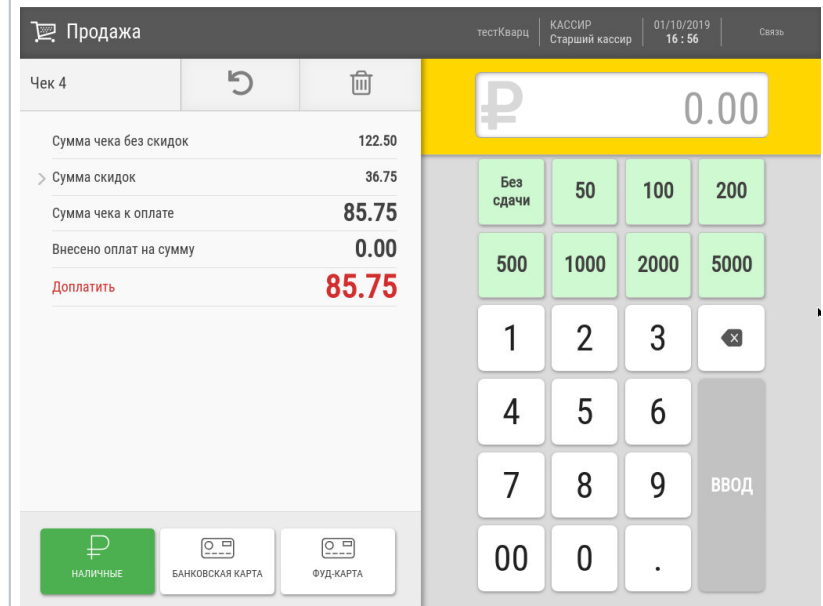 Продажа
тестКварц
КАССИР
Старший кассир
01/10/2019
16 : 56
Связь
Чек 4
₽ 0.00
Сумма чека без скидок 122.50
Сумма скидок 36.75
Сумма чека к оплате 85.75
Внесено оплат на сумму 0.00
Доплатить 85.75
Без
сдачи
50 100 200
500 1000 2000 5000
1 2 3
4 5 6
7 8 9
ВВОД
00 0 .
₽
НАЛИЧНЫЕ
БАНКОВСКАЯ КАРТА
ФУД-КАРТА